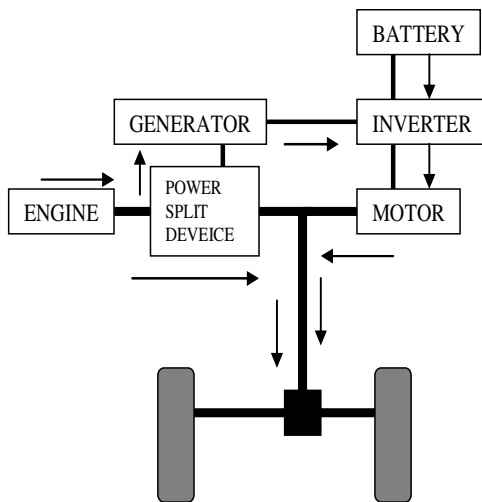 BATTERY
GENERATOR
INVERTER
ENGINE
POWER
SPLIT
DEVEICE
MOTOR